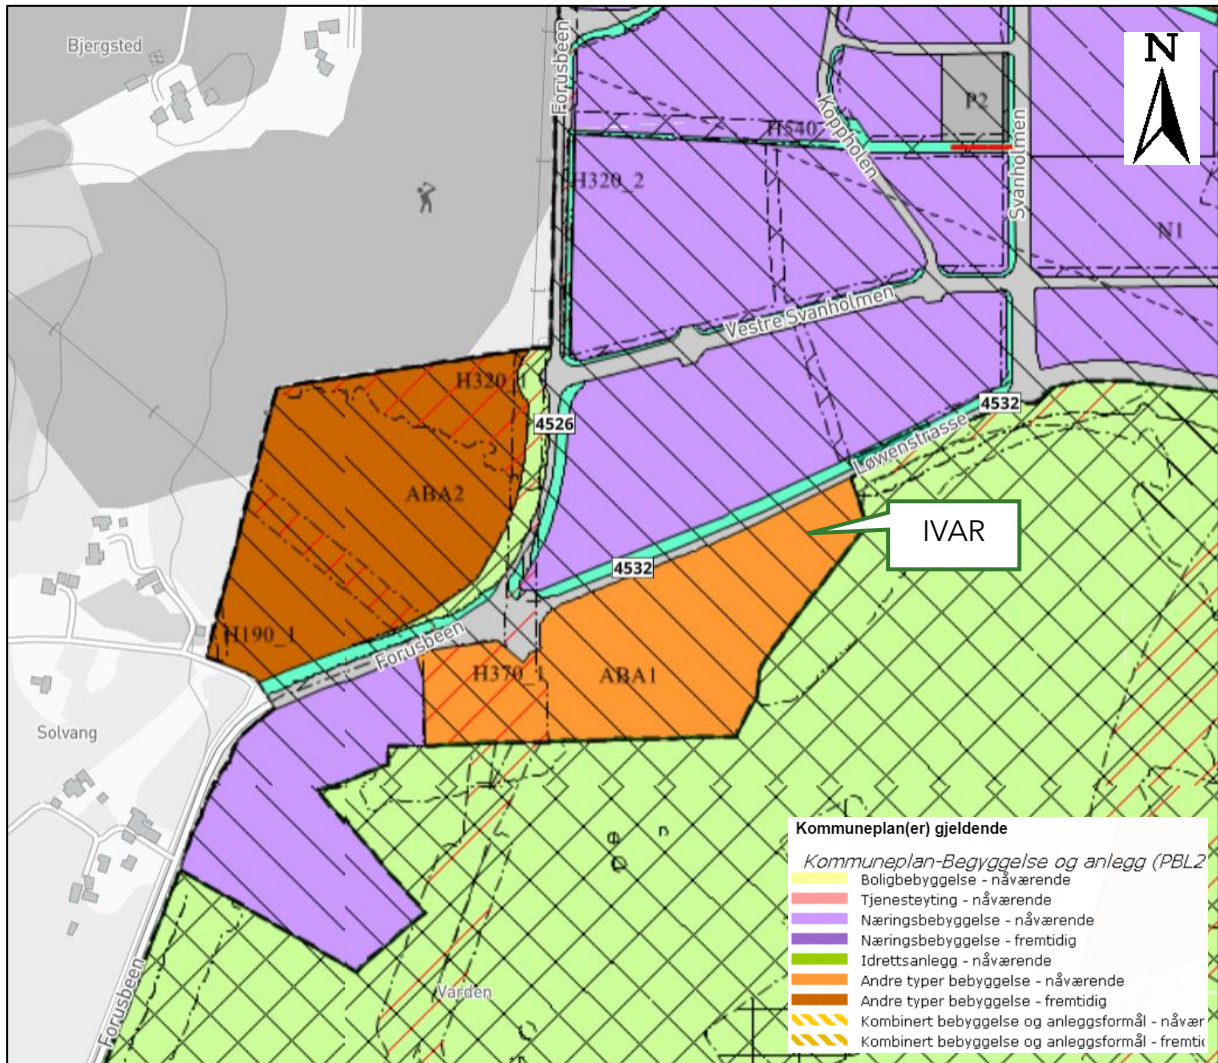 Bjergsted
Forusbeen
N
P2
H540
Koppholen
Svanholmen
H320_2
N1
Vestre Svanholmen
H320_1
4526
4532
Løwenstrasse
ABA2
IVAR
4532
H190_1
Forusbeen
H370_1
ABA1
Solvang
Varden
Forusbeen
Kommuneplan(er) gjeldende
Kommuneplan-Begyggelse og anlegg (PBL2
Boligbebyggelse - nåværende
Tjenesteyting - nåværende
Næringsbebyggelse - nåværende
Næringsbebyggelse - fremtidig
Idrettsanlegg - nåværende
Andre typer bebyggelse - nåværende
Andre typer bebyggelse - fremtidig
Kombinert bebyggelse og anleggsformål - nåvær
Kombinert bebyggelse og anleggsformål - fremtic